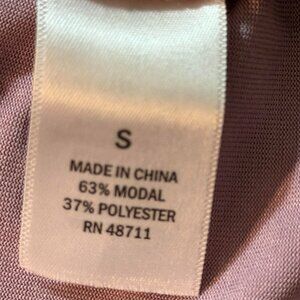 S
MADE IN CHINA
63% MODAL
37% POLYESTER
RN 48711